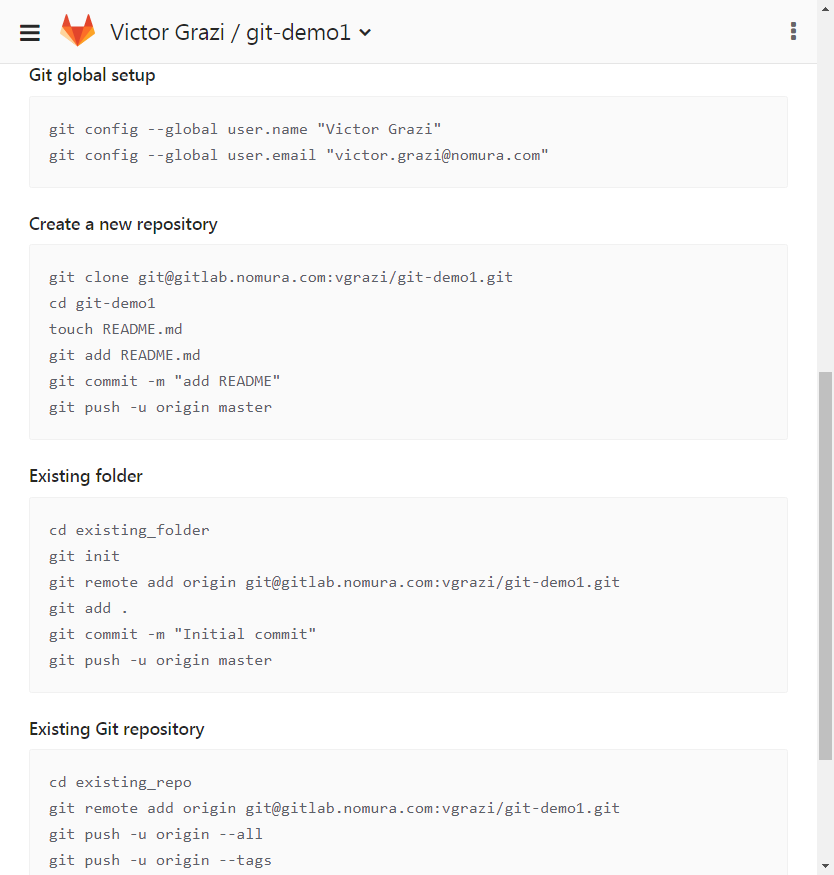 Victor Grazi / git-demo1
Git global setup
git config --global user.name "Victor Grazi"
git config --global user.email "victor.grazi@nomura.com"
Create a new repository
git clone git@gitlab.nomura.com:vgrazi/git-demo1.git
cd git-demo1
touch README.md
git add README.md
git commit -m "add README"
git push -u origin master
Existing folder
cd existing_folder
git init
git remote add origin git@gitlab.nomura.com:vgrazi/git-demo1.git
git add .
git commit -m "Initial commit"
git push -u origin master
Existing Git repository
cd existing_repo
git remote add origin git@gitlab.nomura.com:vgrazi/git-demo1.git
git push -u origin --all
git push -u origin --tags